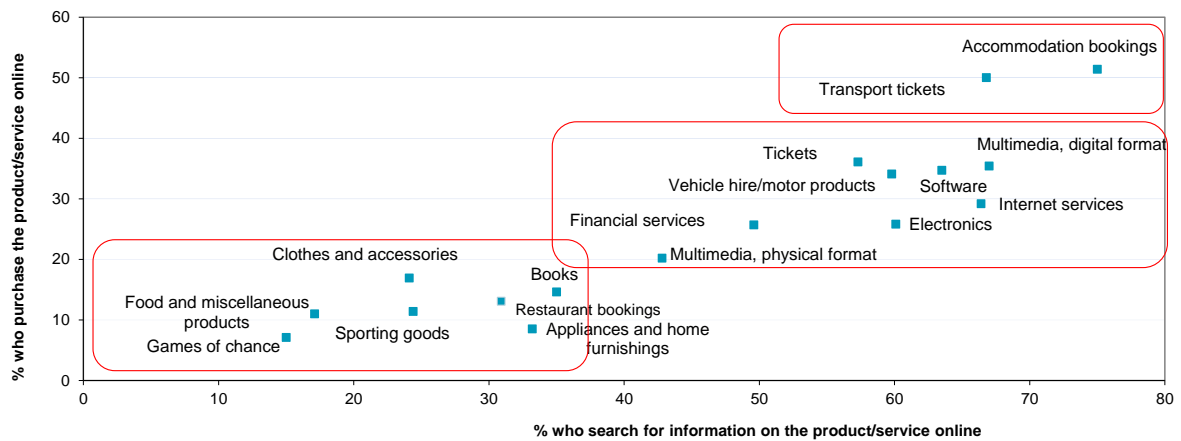 60
50
40
30
20
10
0
% who purchase the product/service online
Accommodation bookings
Transport tickets
Multimedia, digital format
Tickets
Vehicle hire/motor products
Software
Internet services
Financial services
Electronics
Multimedia, physical format
Clothes and accessories
Books
Food and miscellaneous
products
Restaurant bookings
Sporting goods
Appliances and home
furnishings
Games of chance
0 10 20 30 40 50 60 70 80
% who search for information on the product/service online